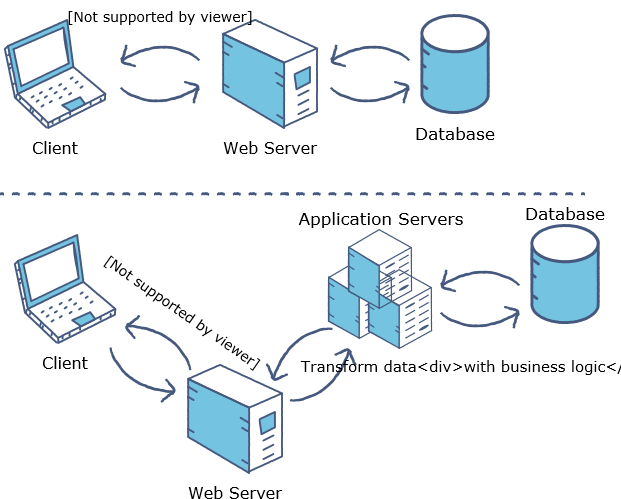 [Not supported by viewer]
Client
Web Server
Database
Application Servers
Database
[Not supported by viewer]
Client
Transform data<div>with business logic</
Web Server